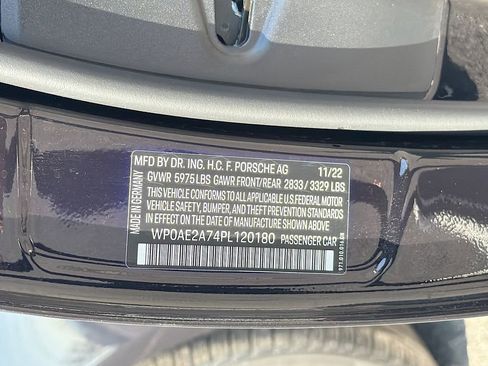 MFD BY DR. ING. H.C. F. PORSCHE AG 11/22
GVWR 5975 LBS GAWR FRONT/REAR 2833 / 3329 LBS
THIS VEHICLE CONFORMS TO ALL APPLICABLE U.S.FEDERAL MOTOR
VEHICLE SAFETY, BUMPER, AND THEFT PREVENTION STANDARDS
IN EFFECT ON THE DATE OF MANUFACTURE SHOWN ABOVE
WP0AE2A74PL120180 PASSENGER CAR
MADE IN GERMANY